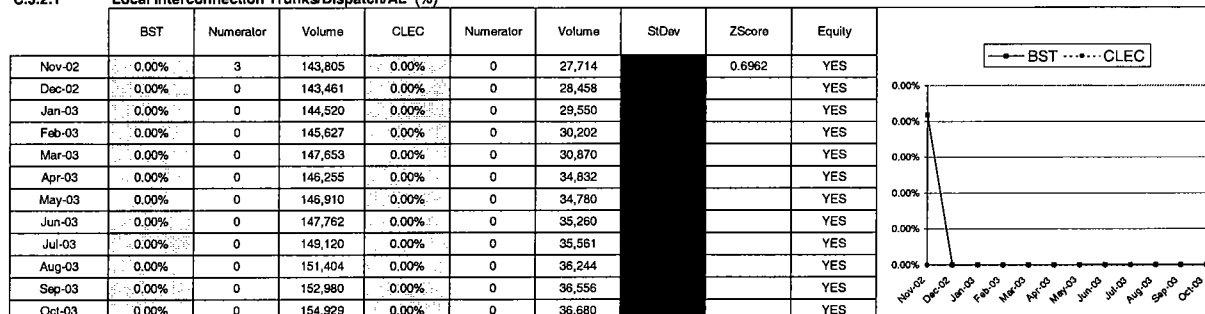 C.3.2.1 Local Interconnection Trunks/Dispatch/AL (%)
BST Numerator Volume CLEC Numerator Volume StDev ZScore Equity
Nov-02 0.00% 3 143,805 0.00% 0 27,714 0.6962 YES
Dec-02 0.00% 0 143,461 0.00% 0 28,458 YES
Jan-03 0.00% 0 144,520 0.00% 0 29,550 YES
Feb-03 0.00% 0 145,627 0.00% 0 30,202 YES
Mar-03 0.00% 0 147,653 0.00% 0 30,870 YES
Apr-03 0.00% 0 146,255 0.00% 0 34,832 YES
May-03 0.00% 0 146,910 0.00% 0 34,780 YES
Jun-03 0.00% 0 147,762 0.00% 0 35,260 YES
Jul-03 0.00% 0 149,120 0.00% 0 35,561 YES
Aug-03 0.00% 0 151,404 0.00% 0 36,244 YES
Sep-03 0.00% 0 152,980 0.00% 0 36,556 YES
Oct-03 0.00% 0 154,929 0.00% 0 36,680 YES
BST CLEC
0.00%
0.00%
0.00%
0.00%
0.00%
0.00%
Nov-02 Dec-02 Jan-03 Feb-03 Mar-03 Apr-03 May-03 Jun-03 Jul-03 Aug-03 Sep-03 Oct-03